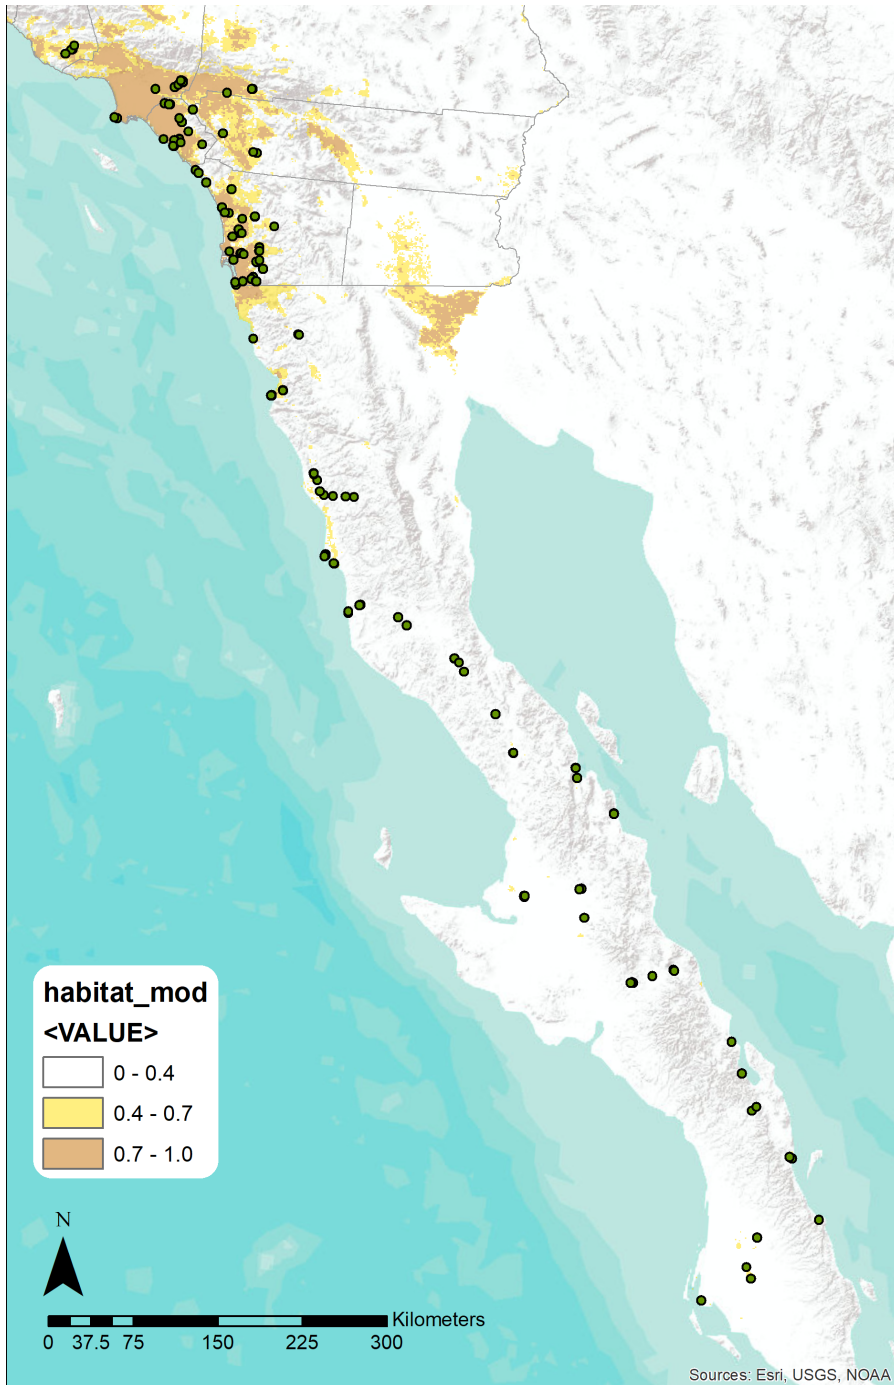 habitat_mod
<VALUE>
0 - 0.4
0.4 - 0.7
0.7 - 1.0
N
Kilometers
0 37.5 75 150 225 300
Sources: Esri, USGS, NOAA